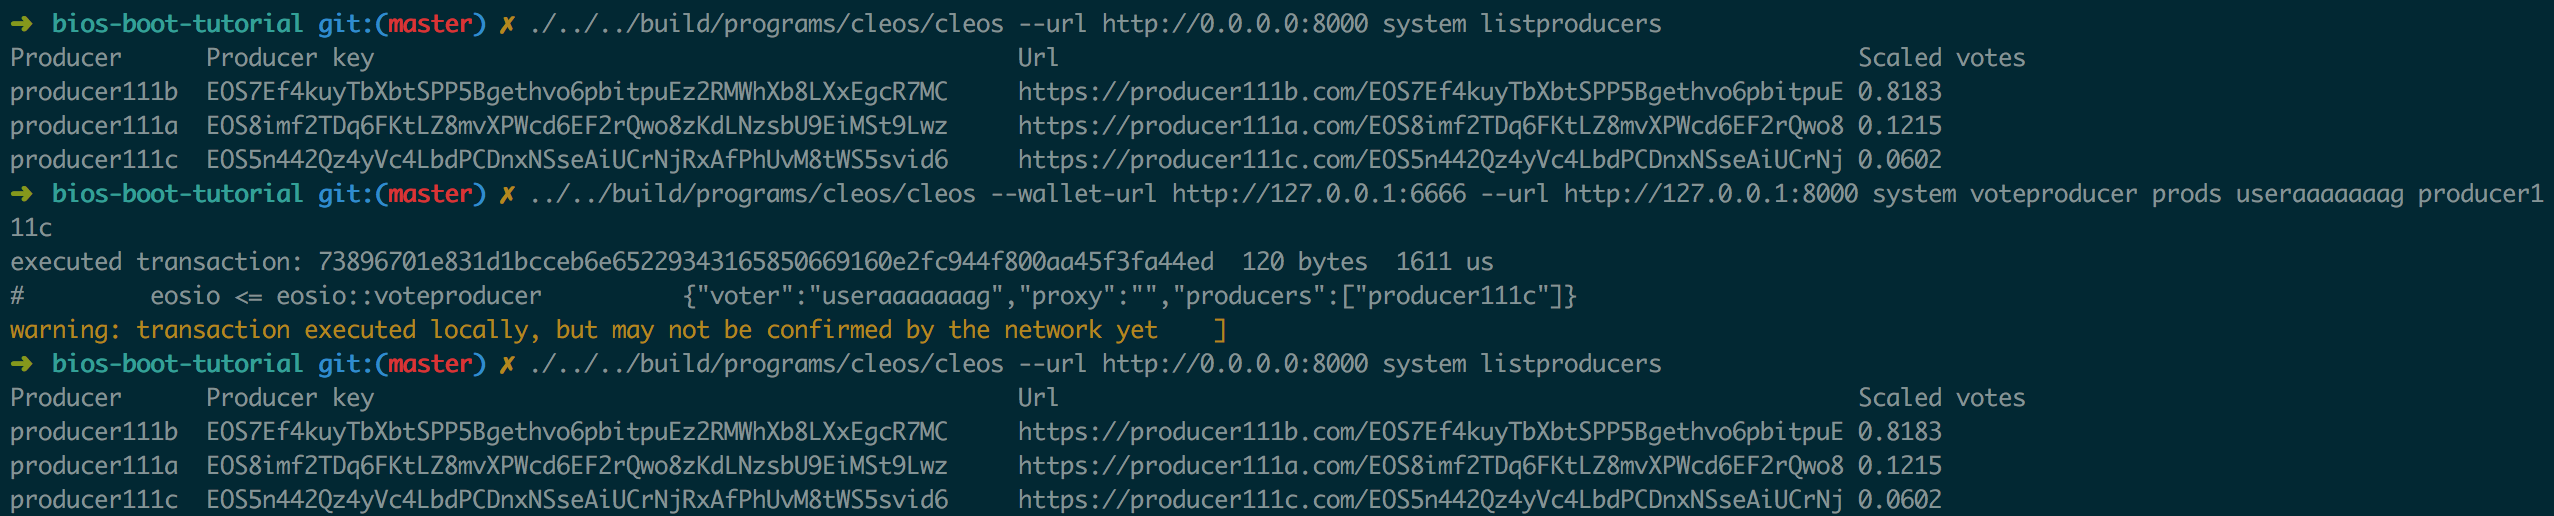 ➜  bios-boot-tutorial git:(master) ✗ ./../../build/programs/cleos/cleos --url http://0.0.0.0:8000 system listproducers
Producer      Producer key                                              Url                                                         Scaled votes
producer111b  EOS7Ef4kuyTbXbtSPP5Bgethvo6pbitpuEz2RMWhXb8LXxEgcR7MC     https://producer111b.com/EOS7Ef4kuyTbXbtSPP5Bgethvo6pbitpuE 0.8183
producer111a  EOS8imf2TDq6FKtLZ8mvXPWcd6EF2rQwo8zKdLNzsbU9EiMSt9Lwz     https://producer111a.com/EOS8imf2TDq6FKtLZ8mvXPWcd6EF2rQwo8 0.1215
producer111c  EOS5n442Qz4yVc4LbdPCDnxNSseAiUCrNjRxAfPhUvM8tWS5svid6     https://producer111c.com/EOS5n442Qz4yVc4LbdPCDnxNSseAiUCrNj 0.0602
➜  bios-boot-tutorial git:(master) ✗ ../../build/programs/cleos/cleos --wallet-url http://127.0.0.1:6666 --url http://127.0.0.1:8000 system voteproducer prods useraaaaaaag producer1
11c
executed transaction: 73896701e831d1bcceb6e652293431658506691​60e2fc944f800aa45f3fa44ed  120 bytes  1611 us
#         eosio <= eosio::voteproducer          {"voter":"useraaaaaaag","proxy":"","producers":["producer111c"]}
warning: transaction executed locally, but may not be confirmed by the network yet    ]
➜  bios-boot-tutorial git:(master) ✗ ./../../build/programs/cleos/cleos --url http://0.0.0.0:8000 system listproducers
Producer      Producer key                                              Url                                                         Scaled votes
producer111b  EOS7Ef4kuyTbXbtSPP5Bgethvo6pbitpuEz2RMWhXb8LXxEgcR7MC     https://producer111b.com/EOS7Ef4kuyTbXbtSPP5Bgethvo6pbitpuE 0.8183
producer111a  EOS8imf2TDq6FKtLZ8mvXPWcd6EF2rQwo8zKdLNzsbU9EiMSt9Lwz     https://producer111a.com/EOS8imf2TDq6FKtLZ8mvXPWcd6EF2rQwo8 0.1215
producer111c  EOS5n442Qz4yVc4LbdPCDnxNSseAiUCrNjRxAfPhUvM8tWS5svid6     https://producer111c.com/EOS5n442Qz4yVc4LbdPCDnxNSseAiUCrNj 0.0602